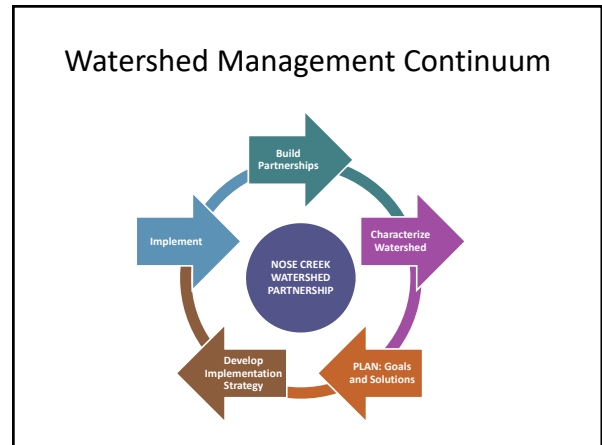 Watershed Management Continuum
Build
Partnerships
Characterize
Watershed
PLAN: Goals
and Solutions
Develop
Implementation
Strategy
Implement
NOSE CREEK
WATERSHED
PARTNERSHIP